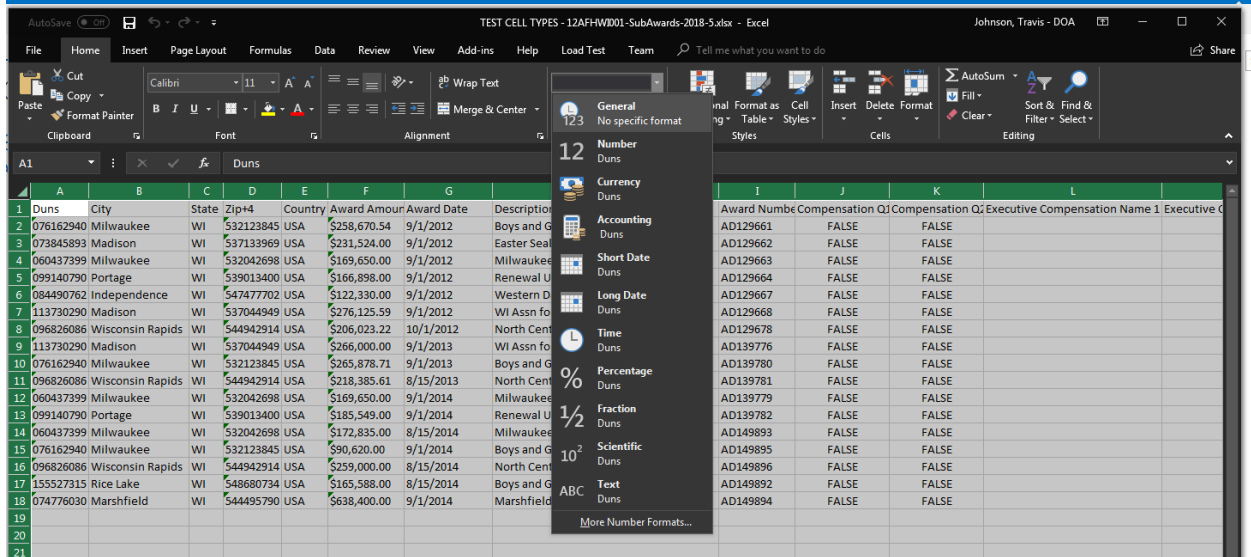 AutoSave Off TEST CELL TYPES - 12AFHWI001-SubAwards-2018-5.xlsx - Excel Johnson, Travis - DOA
File Home Insert Page Layout Formulas Data Review View Add-ins Help Load Test Team Tell me what you want to do Share
Paste Cut Copy Format Painter
Calibri 11 A A B I U A
ab Wrap Text Merge & Center
onal Format as Cell Insert Delete Format
ng Table Styles
AutoSum Fill Clear Sort & Find &
Filter Select
Clipboard Font Alignment Styles Cells Editing
A1 fx Duns
A B C D E F G I J K L
1 Duns City State Zip+4 Country Award Amoun Award Date Description Award Numbe Compensation Q1 Compensation Q2 Executive Compensation Name 1 Executive C
2 076162940 Milwaukee WI 532123845 USA $258,670.54 9/1/2012 Boys and G AD129661 FALSE FALSE
3 073845893 Madison WI 537133969 USA $231,524.00 9/1/2012 Easter Seal AD129662 FALSE FALSE
4 060437399 Milwaukee WI 532042698 USA $169,650.00 9/1/2012 Milwaukee AD129663 FALSE FALSE
5 099140790 Portage WI 539013400 USA $166,898.00 9/1/2012 Renewal U AD129664 FALSE FALSE
6 084490762 Independence WI 547477702 USA $122,330.00 9/1/2012 Western D AD129667 FALSE FALSE
7 113730290 Madison WI 537044949 USA $276,125.59 9/1/2012 WI Assn fo AD129668 FALSE FALSE
8 096826086 Wisconsin Rapids WI 544942914 USA $206,023.22 10/1/2012 North Cent AD129678 FALSE FALSE
9 113730290 Madison WI 537044949 USA $266,000.00 9/1/2013 WI Assn fo AD139776 FALSE FALSE
10 076162940 Milwaukee WI 532123845 USA $265,878.71 9/1/2013 Boys and G AD139780 FALSE FALSE
11 096826086 Wisconsin Rapids WI 544942914 USA $218,385.61 8/15/2013 North Cent AD139781 FALSE FALSE
12 060437399 Milwaukee WI 532042698 USA $169,650.00 9/1/2014 Milwaukee AD139779 FALSE FALSE
13 099140790 Portage WI 539013400 USA $185,549.00 9/1/2014 Renewal U AD139782 FALSE FALSE
14 060437399 Milwaukee WI 532042698 USA $172,835.00 8/15/2014 Milwaukee AD149893 FALSE FALSE
15 076162940 Milwaukee WI 532123845 USA $90,620.00 9/1/2014 Boys and G AD149895 FALSE FALSE
16 096826086 Wisconsin Rapids WI 544942914 USA $259,000.00 8/15/2014 North Cent AD149896 FALSE FALSE
17 155527315 Rice Lake WI 548680734 USA $165,588.00 8/15/2014 Boys and G AD149892 FALSE FALSE
18 074776030 Marshfield WI 544495790 USA $638,400.00 9/1/2014 Marshfield AD149894 FALSE FALSE
19
20
21
123 General
No specific format
12 Number
Duns
Currency
Duns
Accounting
Duns
Short Date
Duns
Long Date
Duns
Time
Duns
% Percentage
Duns
1/2 Fraction
Duns
10² Scientific
Duns
ABC Text
Duns
More Number Formats...